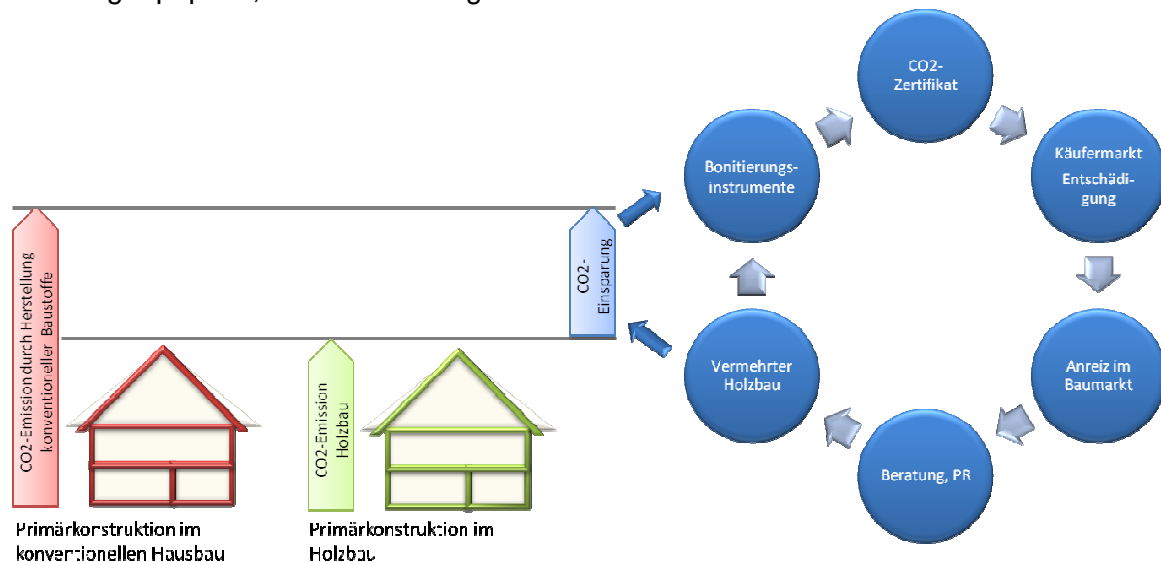 CO2-Emission durch Herstellung
konventioneller Baustoffe
Primärkonstruktion im
konventionellen Hausbau
CO2-Emission
Holzbau
Primärkonstruktion im
Holzbau
CO2-
Einsparung
CO2-
Zertifikat
Käufermarkt
Entschädi-
gung
Anreiz im
Baumarkt
Beratung, PR
Vermehrter
Holzbau
Bonitierungs-
instrumente